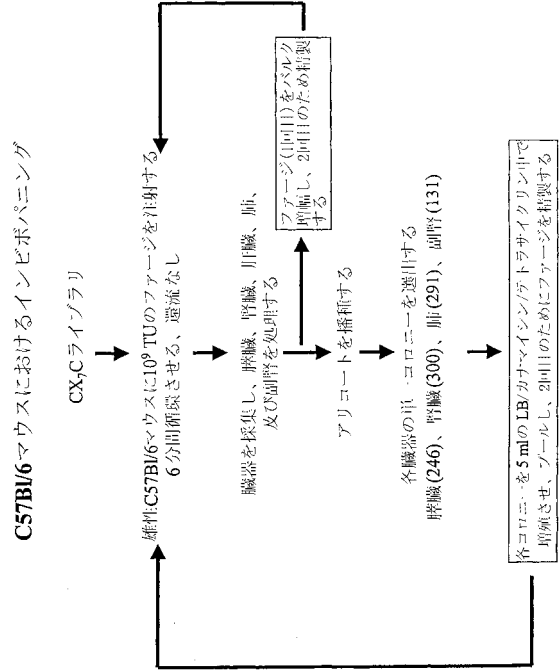 C57Bl/6マウスにおけるインビボパニング
CX₇Cライブラリ
雄性C57Bl/6マウスに10⁹ TUのファージを注射する
6分間循環させる、還流なし
臓器を採集し、膵臓、腎臓、肝臓、肺、
及び副腎を処理する
ファージ(1回目)をバルク
増幅し、2回目のため精製
する
アリコートを播種する
各臓器の単一コロニーを選出する
膵臓(246)、腎臓(300)、肺(291)、副腎(131)
各コロニーを5 mlのLB/カナマイシン/テトラサイクリン中で
増殖させ、プールし、2回目のためにファージを精製する